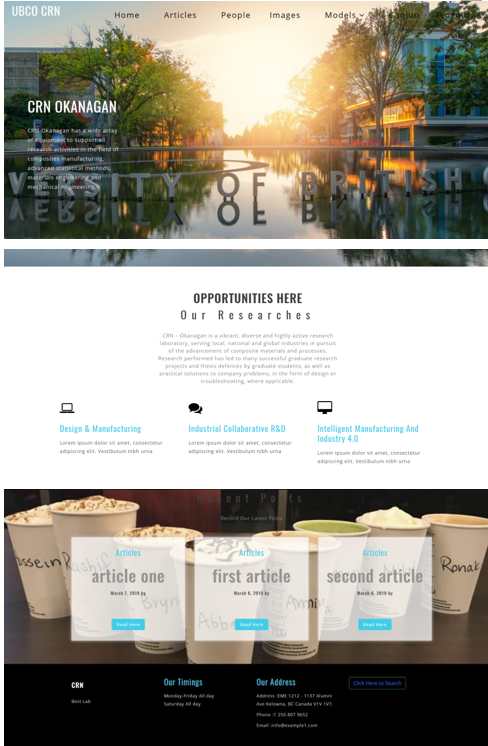 UBCO CRN
Home Articles People Images Models
CRN OKANAGAN
CRN Okanagan has a wide array
of equipment to support all
research activities in the field of
composites manufacturing,
advanced statistical methods,
materials engineering and
mechanical engineering.
VERSITY OF BRITISH
OPPORTUNITIES HERE
Our Researches
CRN – Okanagan is a vibrant, diverse and highly active research
laboratory, serving local, national and global industries in pursuit
of the advancement of composite materials and processes.
Research performed has led to many successful graduate research
projects and thesis defences by graduate students, as well as
practical solutions to company problems, in the form of design or
troubleshooting, where applicable.
Design & Manufacturing
Lorem ipsum dolor sit amet, consectetur
adipiscing elit. Vestibulum nibh urna
Industrial Collaborative R&D
Lorem ipsum dolor sit amet, consectetur
adipiscing elit. Vestibulum nibh urna
Intelligent Manufacturing And
Industry 4.0
Lorem ipsum dolor sit amet, consectetur
adipiscing elit. Vestibulum nibh urna
Recent Posts
Record Our Latest Posts
Articles
article one
March 7, 2019 by
Read Here
Articles
first article
March 6, 2019 by
Read Here
Articles
second article
March 6, 2019 by
Read Here
Bryn
Ronak
CRN
Best Lab
Our Timings
Monday-Friday All day
Saturday All day
Our Address
Address :EME 1212 - 1137 Alumni
Ave Kelowna, BC Canada V1V 1V7.
Phone :1 250 807 9652
Email :info@example1.com
Click Here to Search